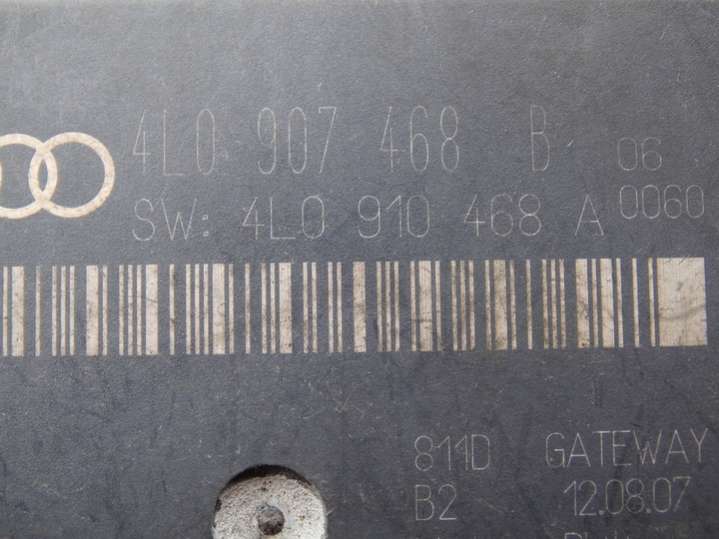 4L0 907 468 B 06
SW: 4L0 910 468 A 0060
811D GATEWAY
B2 12.08.07